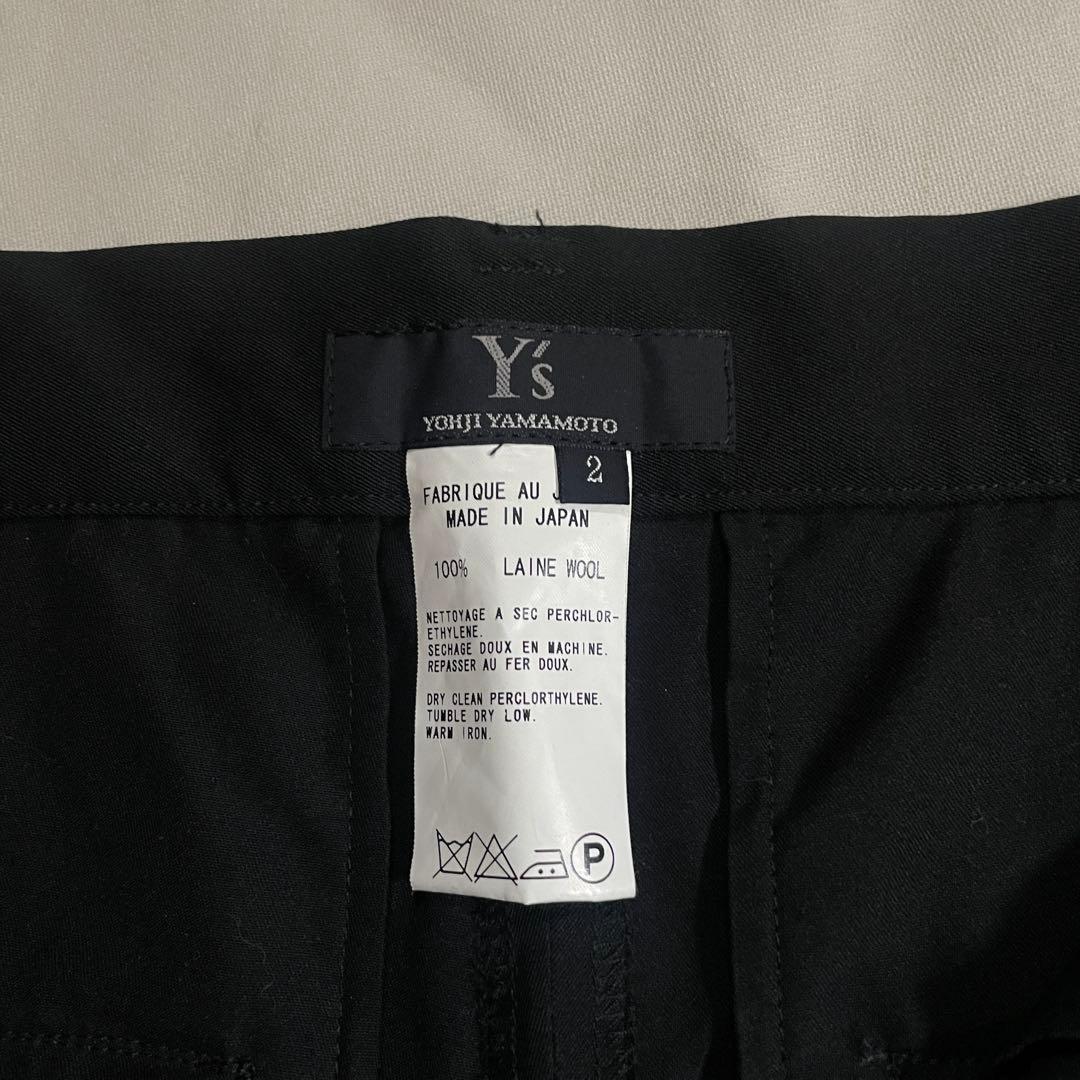 Y's
YOHJI YAMAMOTO
2
FABRIQUE AU J
MADE IN JAPAN
100% LAINE WOOL
NETTOYAGE A SEC PERCHLOR-
ETHYLENE.
SECHAGE DOUX EN MACHINE.
REPASSER AU FER DOUX.
DRY CLEAN PERCLORTHYLENE.
TUMBLE DRY LOW.
WARM IRON.
P